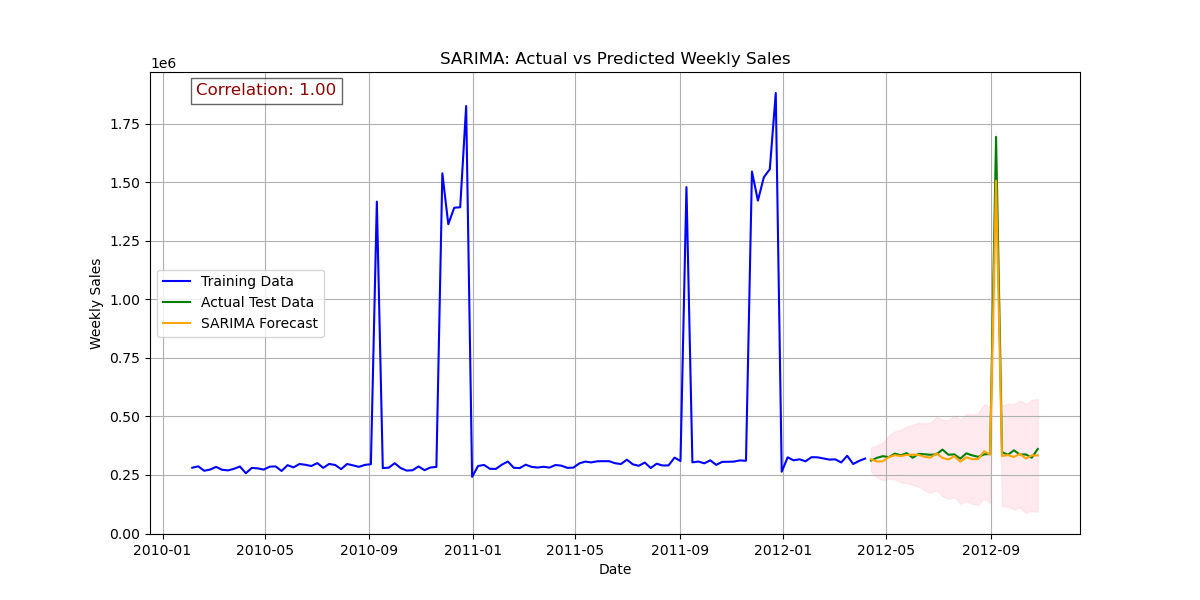 SARIMA: Actual vs Predicted Weekly Sales
1e6
Correlation: 1.00
1.75
1.50
1.25
1.00
0.75
0.50
0.25
0.00
Weekly Sales
Training Data
Actual Test Data
SARIMA Forecast
2010-01 2010-05 2010-09 2011-01 2011-05 2011-09 2012-01 2012-05 2012-09
Date